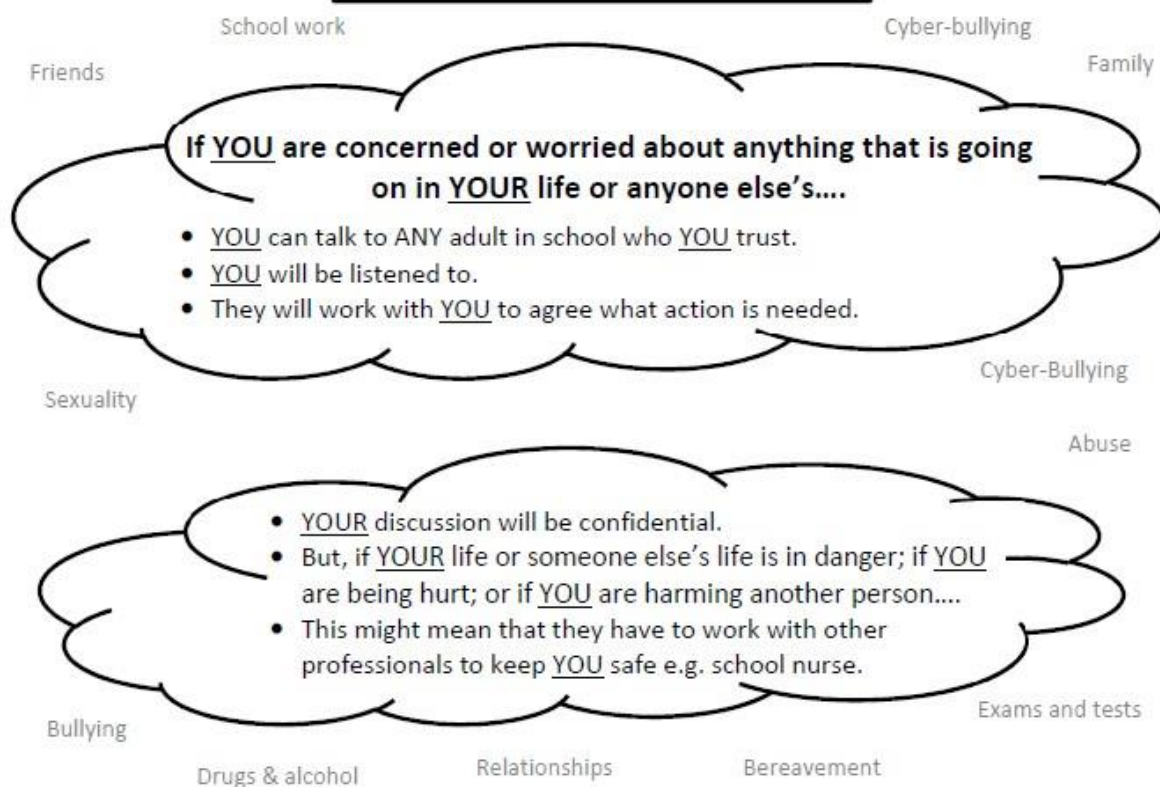 School work
Cyber-bullying
Friends
Family
If YOU are concerned or worried about anything that is going
on in YOUR life or anyone else's....
• YOU can talk to ANY adult in school who YOU trust.
• YOU will be listened to.
• They will work with YOU to agree what action is needed.
Cyber-Bullying
Sexuality
Abuse
• YOUR discussion will be confidential.
• But, if YOUR life or someone else's life is in danger; if YOU
are being hurt; or if YOU are harming another person....
• This might mean that they have to work with other
professionals to keep YOU safe e.g. school nurse.
Exams and tests
Bullying
Drugs & alcohol
Relationships
Bereavement